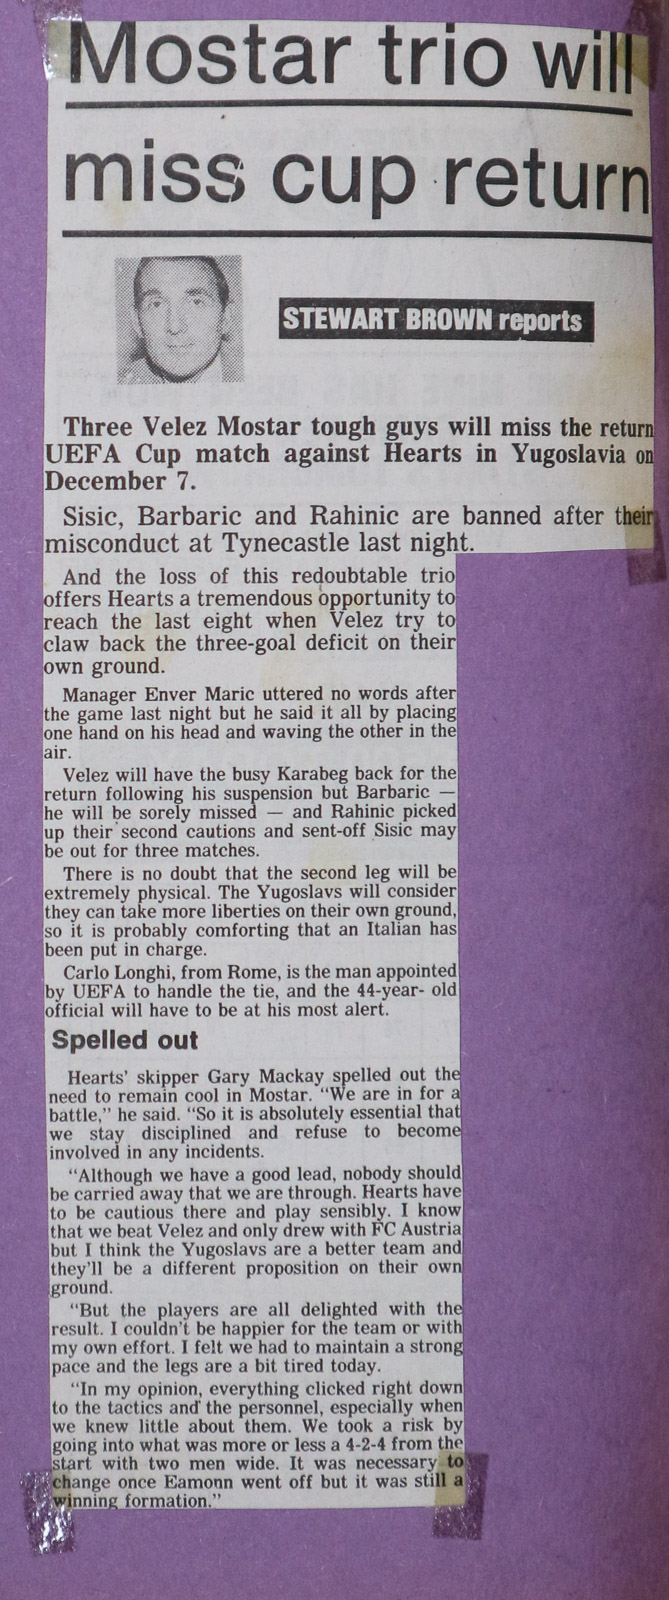 Mostar trio will
miss cup return
STEWART BROWN reports
Three Velez Mostar tough guys will miss the return
UEFA Cup match against Hearts in Yugoslavia on
December 7.
Sisic, Barbaric and Rahinic are banned after their
misconduct at Tynecastle last night.
And the loss of this redoubtable trio
offers Hearts a tremendous opportunity to
reach the last eight when Velez try to
claw back the three-goal deficit on their
own ground.
Manager Enver Maric uttered no words after
the game last night but he said it all by placing
one hand on his head and waving the other in the
air.
Velez will have the busy Karabeg back for the
return following his suspension but Barbaric —
he will be sorely missed — and Rahinic picked
up their second cautions and sent-off Sisic may
be out for three matches.
There is no doubt that the second leg will be
extremely physical. The Yugoslavs will consider
they can take more liberties on their own ground,
so it is probably comforting that an Italian has
been put in charge.
Carlo Longhi, from Rome, is the man appointed
by UEFA to handle the tie, and the 44-year- old
official will have to be at his most alert.
Spelled out
Hearts' skipper Gary Mackay spelled out the
need to remain cool in Mostar. “We are in for a
battle,” he said. “So it is absolutely essential that
we stay disciplined and refuse to become
involved in any incidents.
“Although we have a good lead, nobody should
be carried away that we are through. Hearts have
to be cautious there and play sensibly. I know
that we beat Velez and only drew with FC Austria
but I think the Yugoslavs are a better team and
they'll be a different proposition on their own
ground.
“But the players are all delighted with the
result. I couldn't be happier for the team or with
my own effort. I felt we had to maintain a strong
pace and the legs are a bit tired today.
“In my opinion, everything clicked right down
to the tactics and the personnel, especially when
we knew little about them. We took a risk by
going into what was more or less a 4-2-4 from the
start with two men wide. It was necessary to
change once Eamonn went off but it was still a
winning formation.”